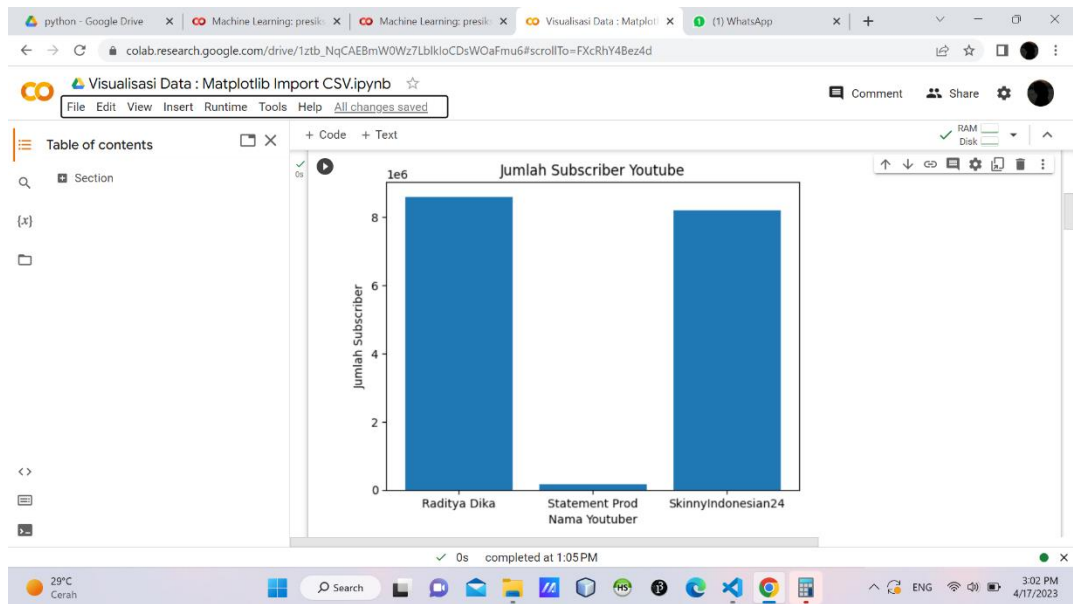 python - Google Drive
Machine Learning: presiks
Machine Learning: presiks
Visualisasi Data : Matplotl
(1) WhatsApp
colab.research.google.com/drive/1ztb_NqCAEBmW0Wz7LblkloCDsWOaFmu6#scrollTo=FXcRhY4Bez4d
CO
Visualisasi Data : Matplotlib Import CSV.ipynb
File Edit View Insert Runtime Tools Help All changes saved
Comment
Share
Table of contents
+ Code + Text
RAM
Disk
Section
{x}
0s
Jumlah Subscriber Youtube
1e6
8
6
4
2
0
Jumlah Subscriber
Raditya Dika
Statement Prod
SkinnyIndonesian24
Nama Youtuber
0s completed at 1:05 PM
29°C
Cerah
Search
HS
ENG
3:02 PM
4/17/2023